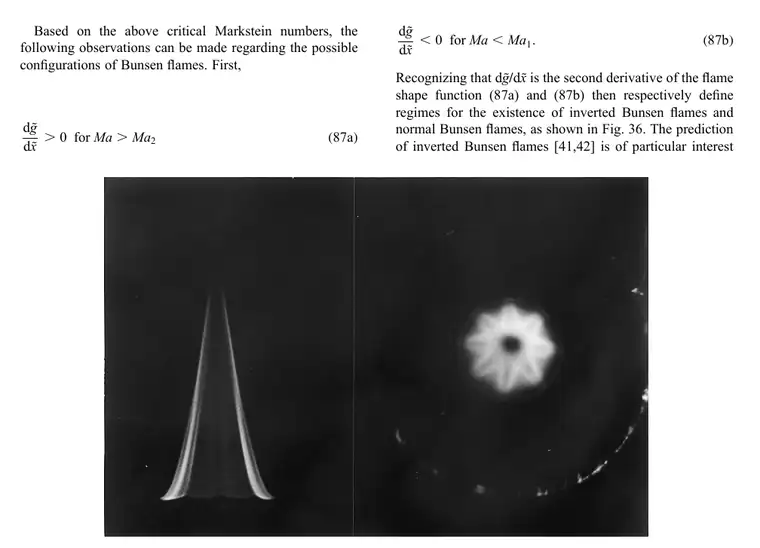 Based on the above critical Markstein numbers, the
following observations can be made regarding the possible
configurations of Bunsen flames. First,
dg̃/dx̃ > 0 for Ma > Ma₂ (87a)
dg̃/dx̃ < 0 for Ma < Ma₁. (87b)
Recognizing that dg̃/dx̃ is the second derivative of the flame
shape function (87a) and (87b) then respectively define
regimes for the existence of inverted Bunsen flames and
normal Bunsen flames, as shown in Fig. 36. The prediction
of inverted Bunsen flames [41,42] is of particular interest